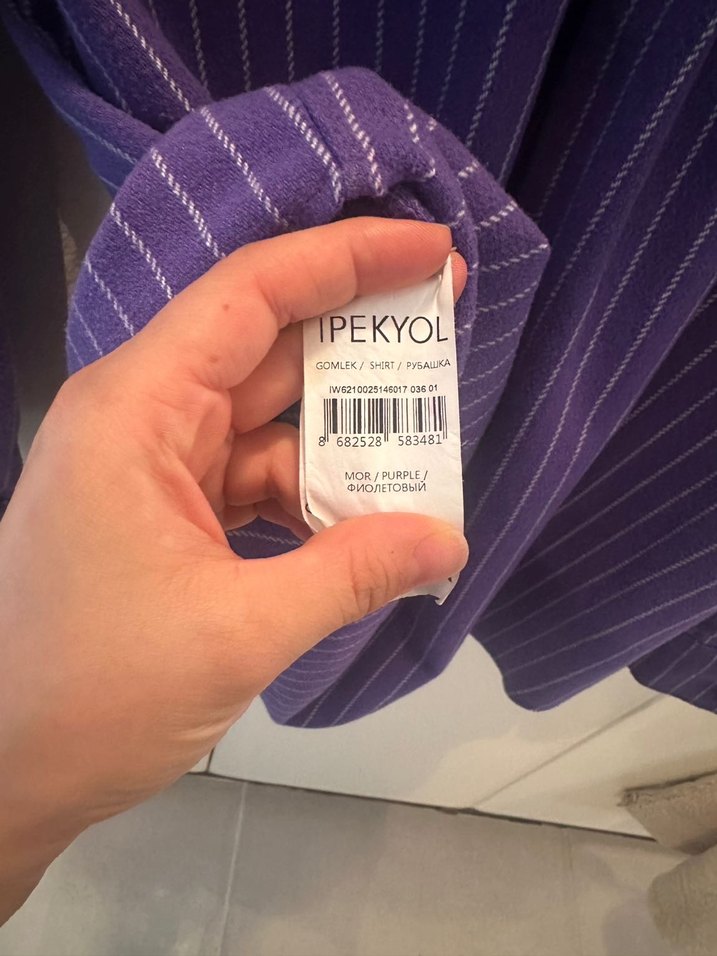 IPEKYOL
GOMLEK / SHIRT / РУБАШКА
IW6210025146017 036 01
8 682528 583481
MOR / PURPLE /
ФИОЛЕТОВЫЙ